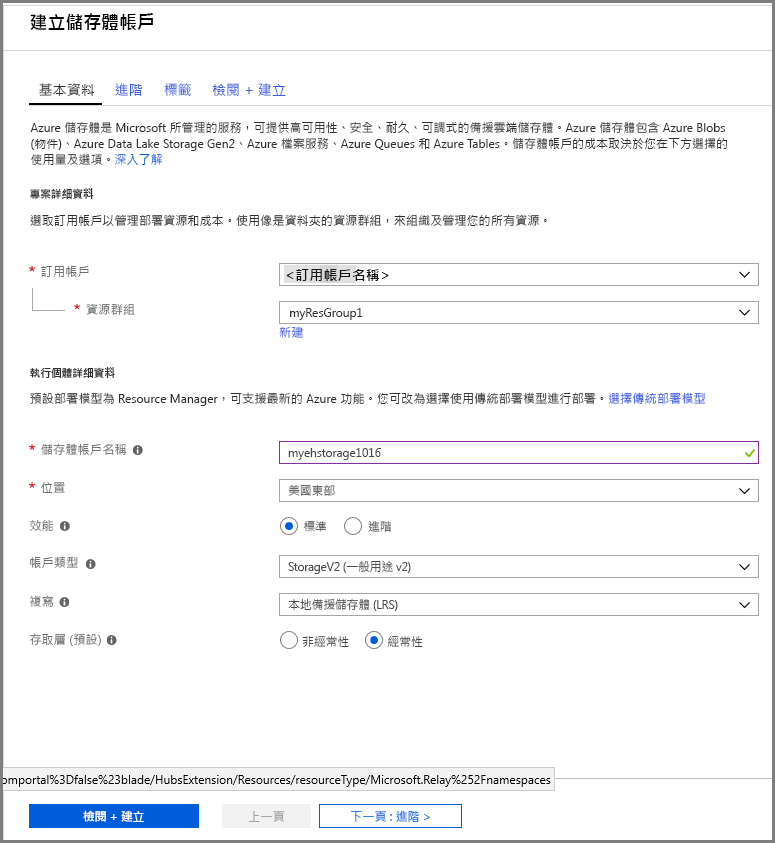 建立儲存體帳戶
基本資料 進階 標籤 檢閱 + 建立
Azure 儲存體是 Microsoft 所管理的服務，可提供高可用性、安全、耐久、可調式的備援雲端儲存體。Azure 儲存體包含 Azure Blobs
(物件)、Azure Data Lake Storage Gen2、Azure 檔案服務、Azure Queues 和 Azure Tables。儲存體帳戶的成本取決於您在下方選擇的
使用量及選項。深入了解
專案詳細資料
選取訂用帳戶以管理部署資源和成本。使用像是資料夾的資源群組，來組織及管理您的所有資源。
* 訂用帳戶 <訂用帳戶名稱>
* 資源群組 myResGroup1
新建
執行個體詳細資料
預設部署模型為 Resource Manager，可支援最新的 Azure 功能。您可改為選擇使用傳統部署模型進行部署。選擇傳統部署模型
* 儲存體帳戶名稱 myehstorage1016
* 位置 美國東部
效能 標準 進階
帳戶類型 StorageV2 (一般用途 v2)
複寫 本地備援儲存體 (LRS)
存取層 (預設) 非經常性 經常性
omportal%3Dfalse%23blade/HubsExtension/Resources/resourceType/Microsoft.Relay%252Fnamespaces
檢閱 + 建立 上一頁 下一頁 : 進階 >